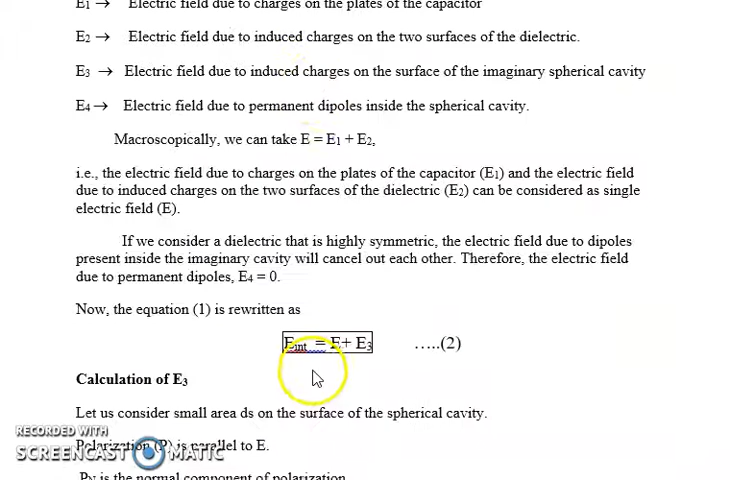 E1 → Electric field due to charges on the plates of the capacitor
E2 → Electric field due to induced charges on the two surfaces of the dielectric.
E3 → Electric field due to induced charges on the surface of the imaginary spherical cavity
E4 → Electric field due to permanent dipoles inside the spherical cavity.
Macroscopically, we can take E = E1 + E2,
i.e., the electric field due to charges on the plates of the capacitor (E1) and the electric field
due to induced charges on the two surfaces of the dielectric (E2) can be considered as single
electric field (E).
If we consider a dielectric that is highly symmetric, the electric field due to dipoles
present inside the imaginary cavity will cancel out each other. Therefore, the electric field
due to permanent dipoles, E4 = 0.
Now, the equation (1) is rewritten as
Eint = E+ E3 …..(2)
Calculation of E3
Let us consider small area ds on the surface of the spherical cavity.
RECORDED WITH
Polarization (P) is parallel to E.
SCREENCAST MATIC
PN is the normal component of polarization